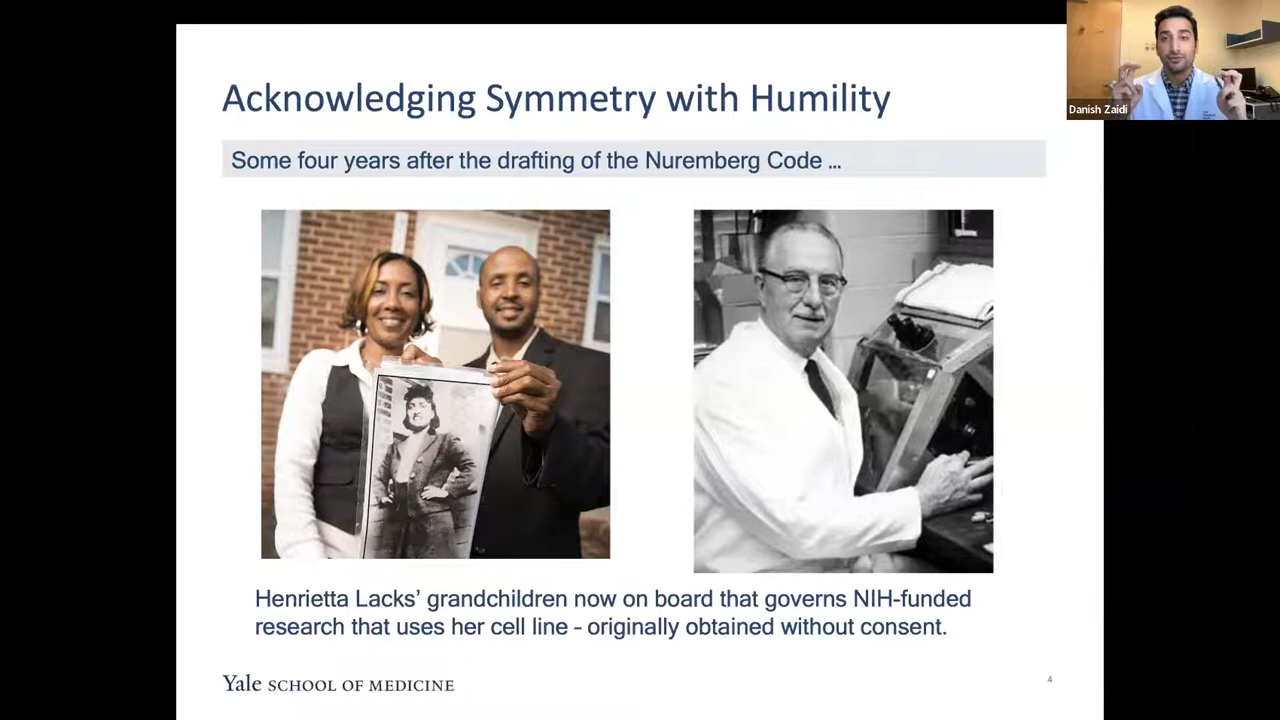 Acknowledging Symmetry with Humility
Danish Zaidi
Some four years after the drafting of the Nuremberg Code ...
Henrietta Lacks’ grandchildren now on board that governs NIH-funded
research that uses her cell line – originally obtained without consent.
Yale SCHOOL OF MEDICINE
4